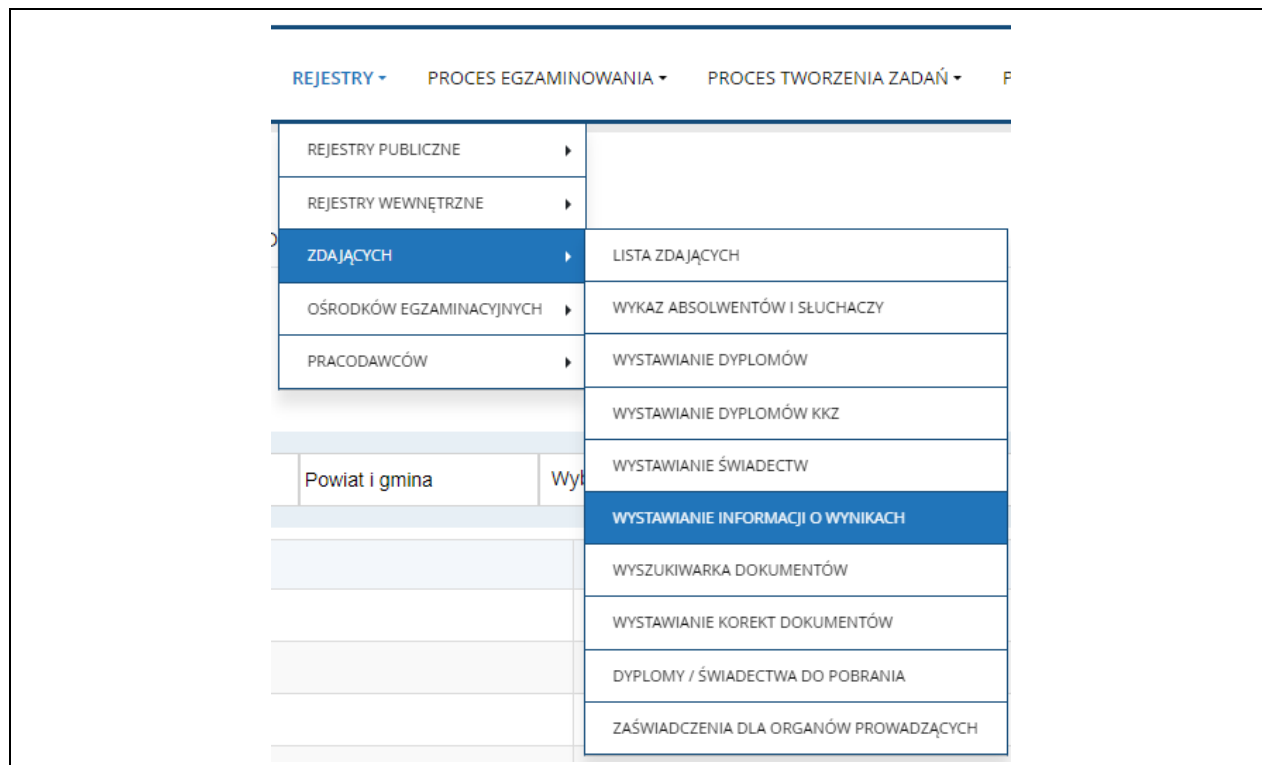 REJESTRY PROCES EGZAMINOWANIA PROCES TWORZENIA ZADAŃ P
REJESTRY PUBLICZNE
REJESTRY WEWNĘTRZNE
ZDAJĄCYCH
OŚRODKÓW EGZAMINACYJNYCH
PRACODAWCÓW
LISTA ZDAJĄCYCH
WYKAZ ABSOLWENTÓW I SŁUCHACZY
WYSTAWIANIE DYPLOMÓW
WYSTAWIANIE DYPLOMÓW KKZ
WYSTAWIANIE ŚWIADECTW
WYSTAWIANIE INFORMACJI O WYNIKACH
WYSZUKIWARKA DOKUMENTÓW
WYSTAWIANIE KOREKT DOKUMENTÓW
DYPLOMY / ŚWIADECTWA DO POBRANIA
ZAŚWIADCZENIA DLA ORGANÓW PROWADZĄCYCH
Powiat i gmina